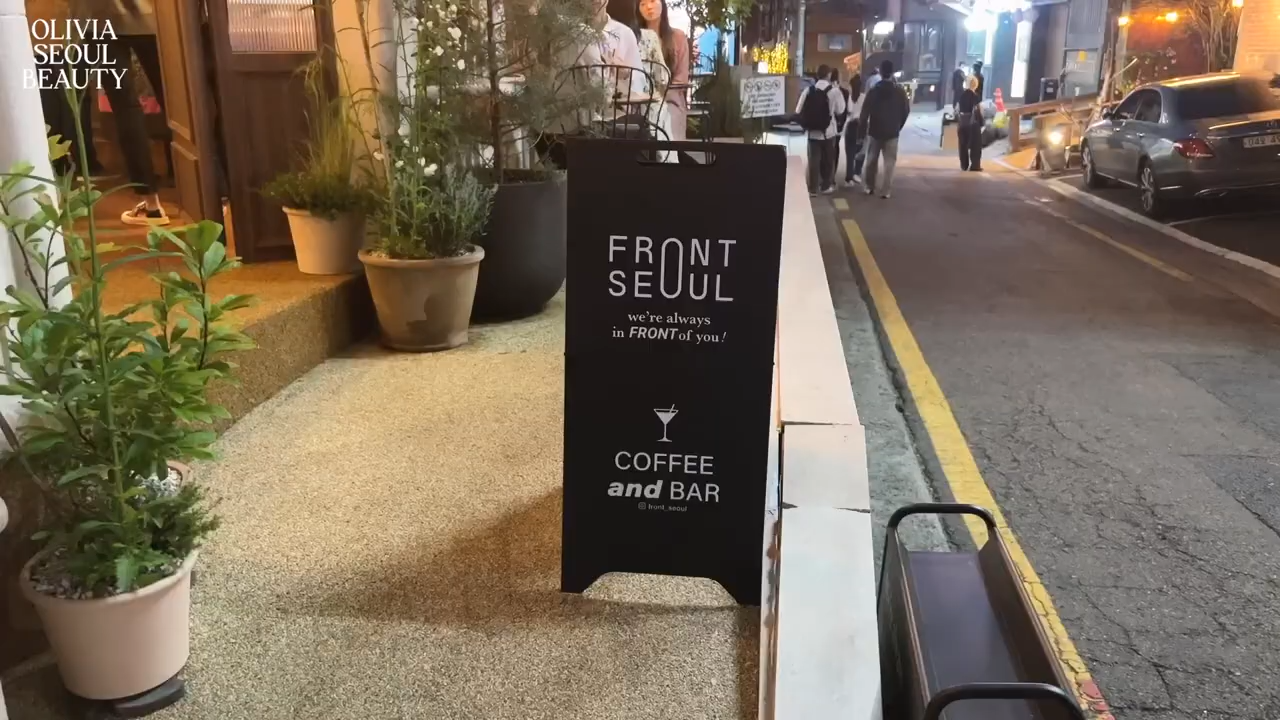 OLIVIA
SEOUL
BEAUTY
FRONT
SEOUL
we're always
in FRONT of you!
COFFEE
and BAR
front_seoul